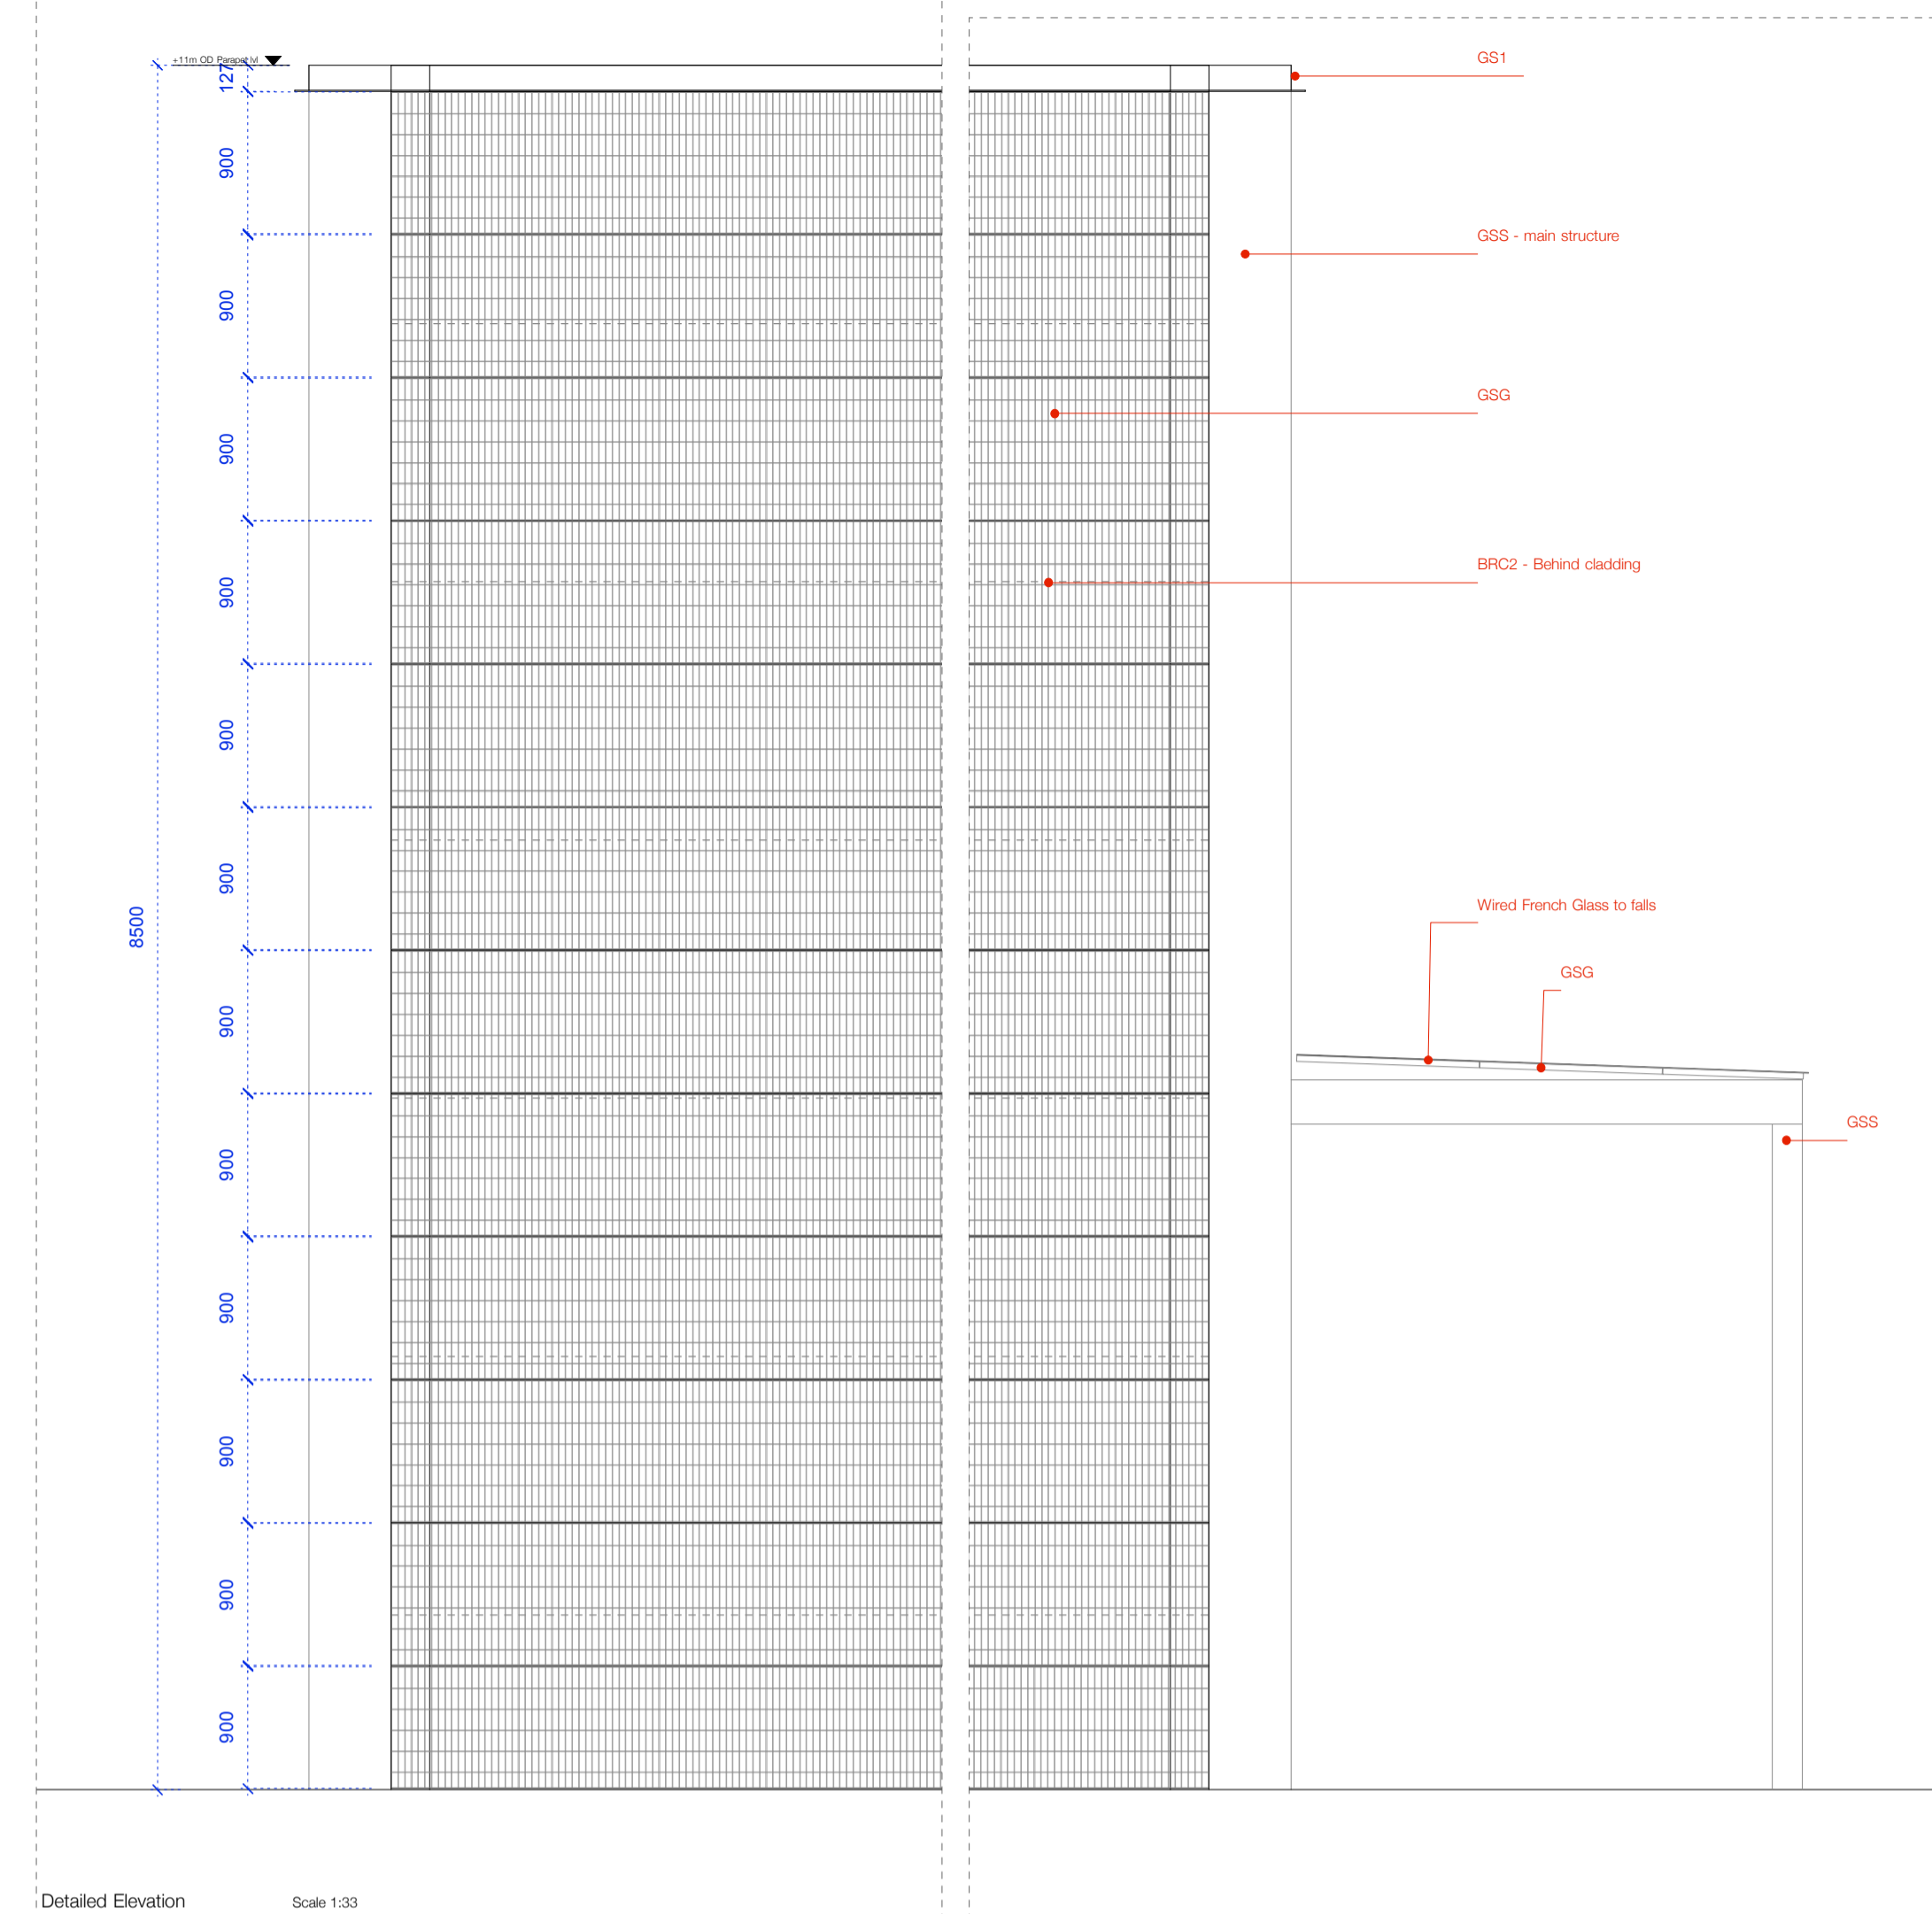 +11m OD Parapet lvl
127
GS1
900
GSS - main structure
900
GSG
900
BRC2 - Behind cladding
900
900
900
Wired French Glass to falls
8500
GSG
900
GSS
900
900
900
900
900
Detailed Elevation
Scale 1:33